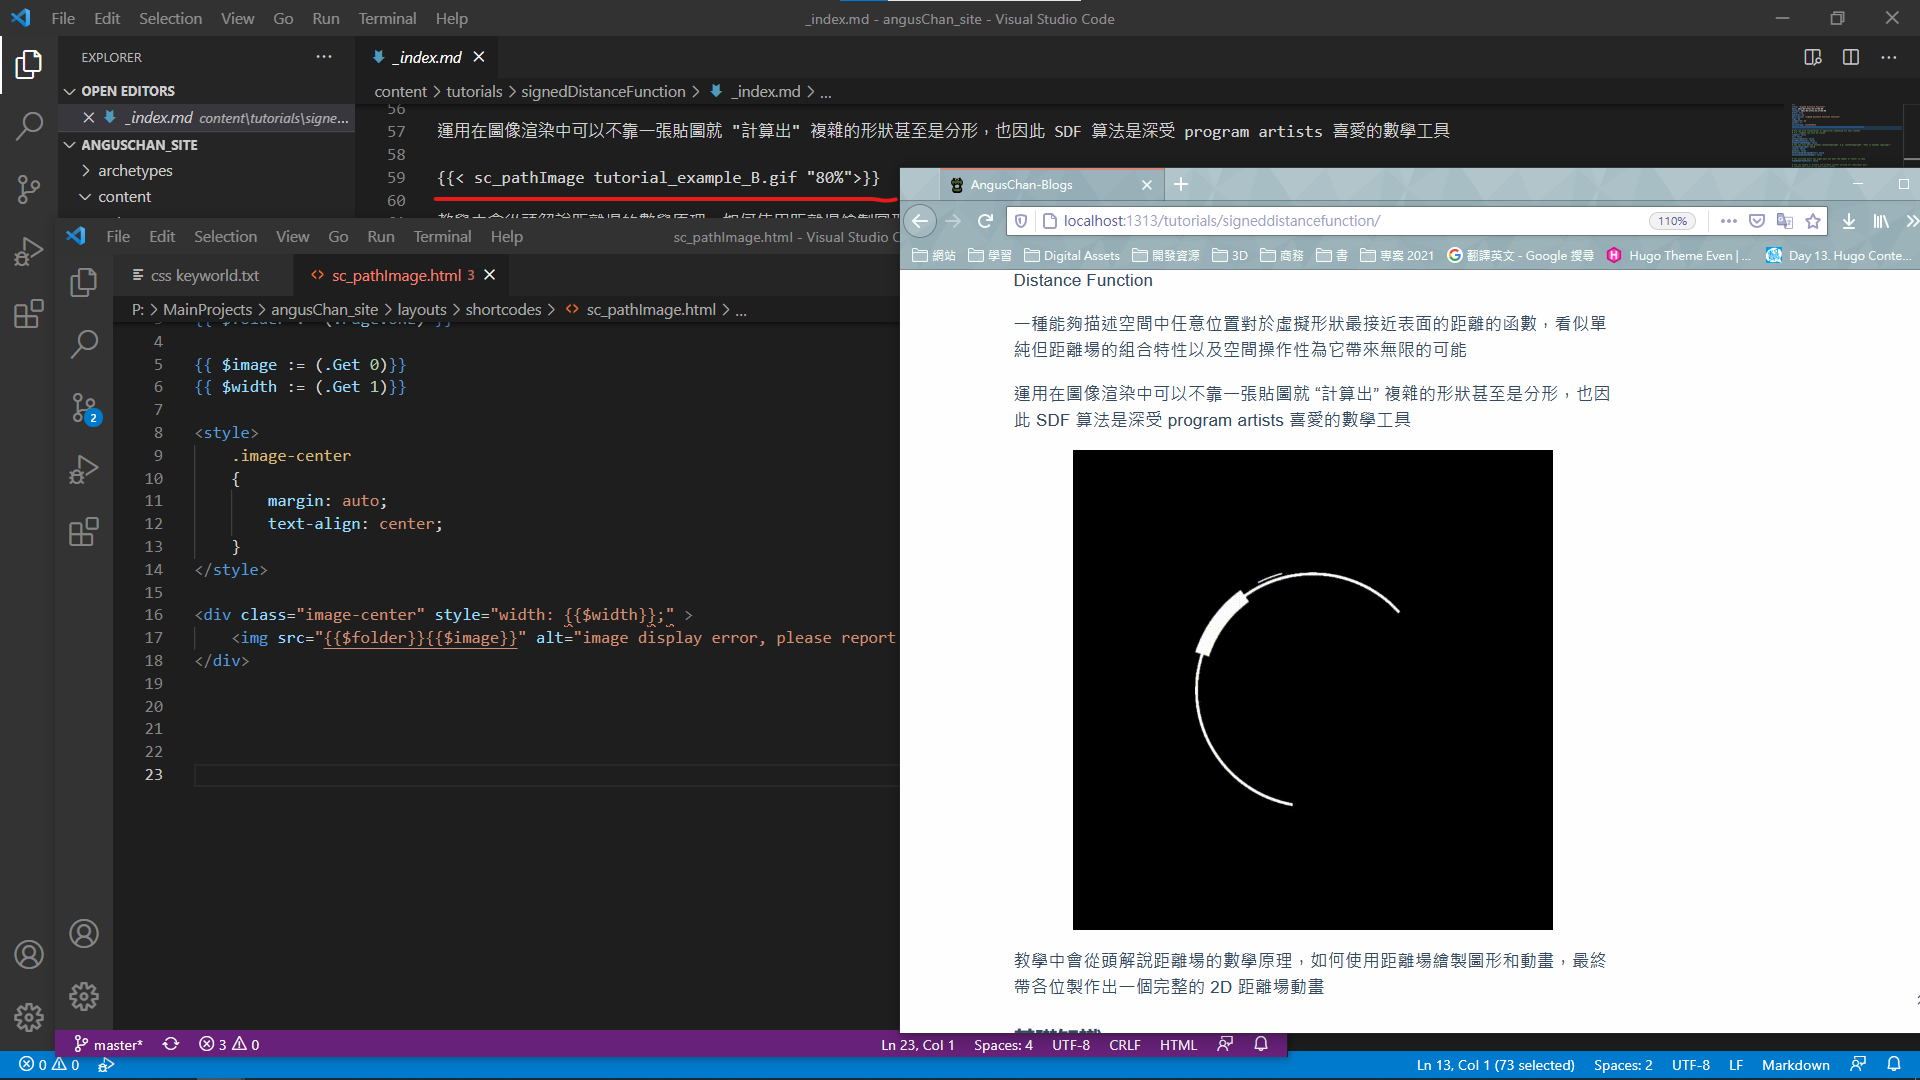 File Edit Selection View Go Run Terminal Help
_index.md - angusChan_site - Visual Studio Code
EXPLORER
OPEN EDITORS
_index.md content\tutorials\signe...
ANGUSCHAN_SITE
archetypes
content
_index.md
content > tutorials > signedDistanceFunction > _index.md > ...
56
57 運用在圖像渲染中可以不靠一張貼圖就 "計算出" 複雜的形狀甚至是分形，也因此 SDF 算法是深受 program artists 喜愛的數學工具
58
59 {{< sc_pathImage tutorial_example_B.gif "80%">}}
60
File Edit Selection View Go Run Terminal Help
sc_pathImage.html - Visual Studio C
css keyworld.txt
sc_pathImage.html 3
P: > MainProjects > angusChan_site > layouts > shortcodes > sc_pathImage.html > ...
4
5 {{ $image := (.Get 0)}}
6 {{ $width := (.Get 1)}}
7
8 <style>
9 .image-center
10 {
11 margin: auto;
12 text-align: center;
13 }
14 </style>
15
16 <div class="image-center" style="width: {{$width}};" >
17 <img src="{{$folder}}{{$image}}" alt="image display error, please report
18 </div>
19
20
21
22
23
2
master* 3 0
Ln 23, Col 1 Spaces: 4 UTF-8 CRLF HTML
0 0
Ln 13, Col 1 (73 selected) Spaces: 2 UTF-8 LF Markdown
AngusChan-Blogs
localhost:1313/tutorials/signeddistancefunction/
110%
網站 學習 Digital Assets 開發資源 3D 商務 書 專案 2021 翻譯英文 - Google 搜尋 Hugo Theme Even | ... Day 13. Hugo Conte...
Distance Function
一種能夠描述空間中任意位置對於虛擬形狀最接近表面的距離的函數，看似單
純但距離場的組合特性以及空間操作性為它帶來無限的可能
運用在圖像渲染中可以不靠一張貼圖就 “計算出” 複雜的形狀甚至是分形，也因
此 SDF 算法是深受 program artists 喜愛的數學工具
教學中會從頭解說距離場的數學原理，如何使用距離場繪製圖形和動畫，最終
帶各位製作出一個完整的 2D 距離場動畫